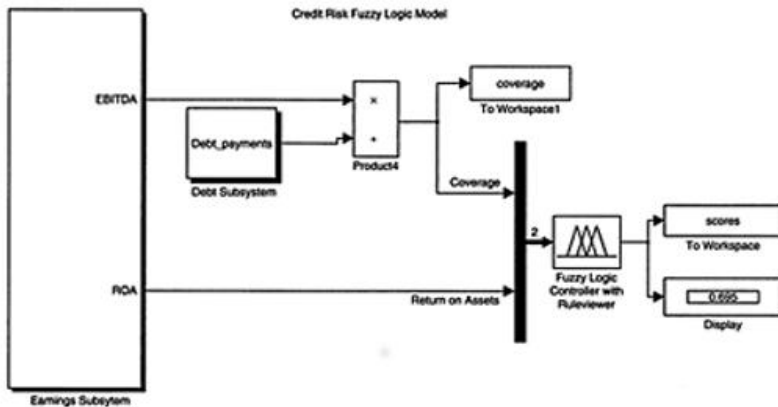 Credit Risk Fuzzy Logic Model
EBITDA
Debt_payments
Debt Subsystem
×
÷
Product4
coverage
To Workspace1
Coverage
2
Fuzzy Logic
Controller with
Ruleviewer
scores
To Workspace
0.695
Display
ROA
Return on Assets
Earnings Subsytem